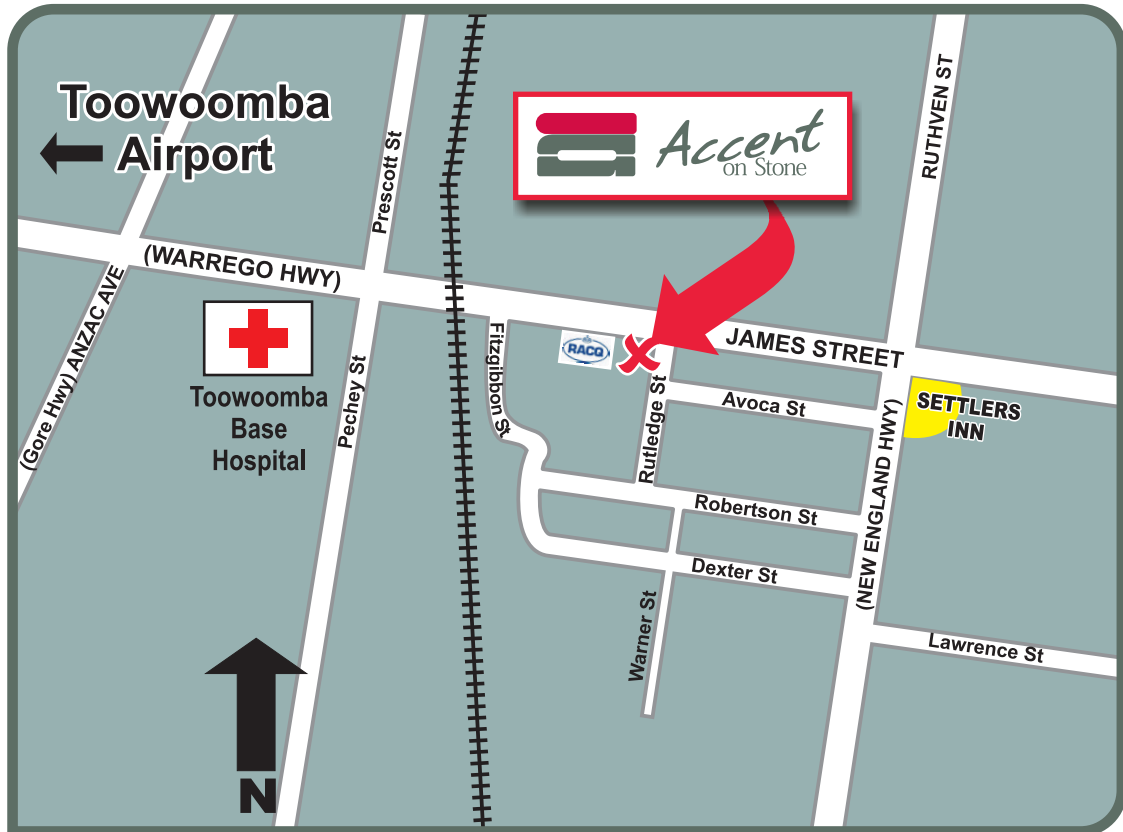 Toowoomba
Airport
Prescott St
RUTHVEN ST
Accent
on Stone
(WARREGO HWY)
(Gore Hwy) ANZAC AVE
Toowoomba
Base
Hospital
Pechey St
Fitzgibbon St
RACQ
JAMES STREET
Rutledge St
Avoca St
SETTLERS
INN
(NEW ENGLAND HWY)
Robertson St
Dexter St
Warner St
Lawrence St
N